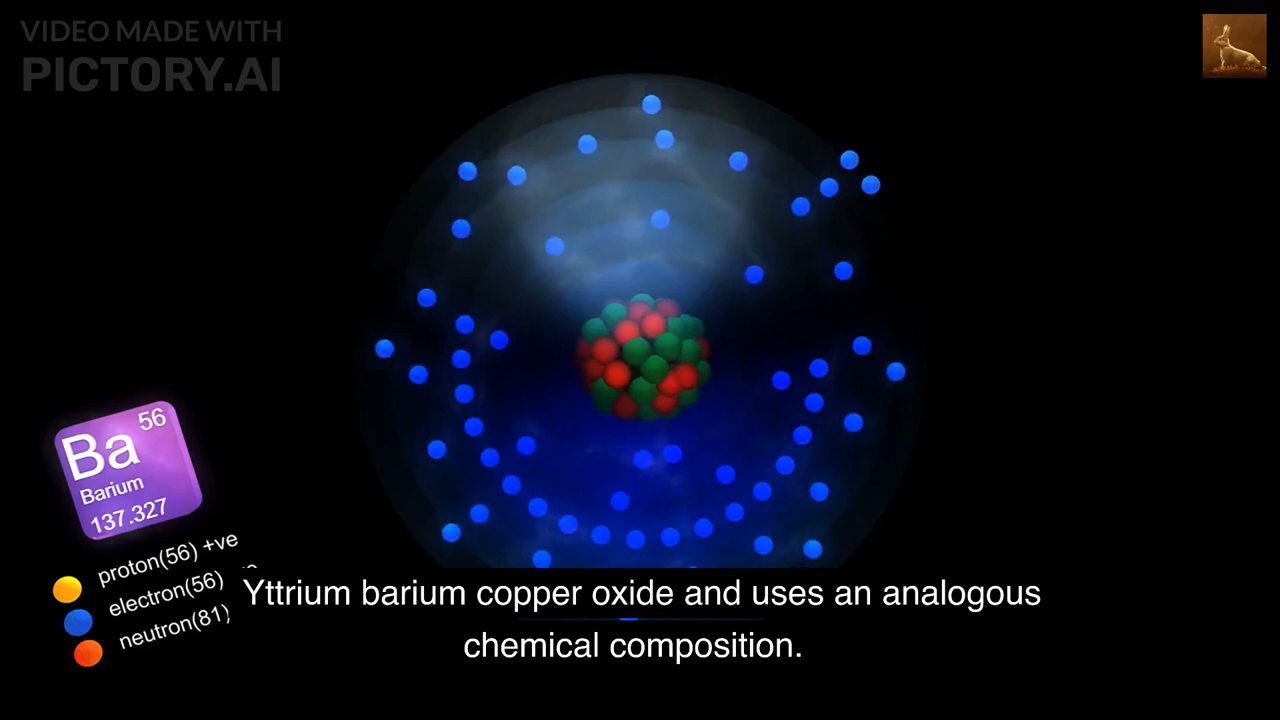 VIDEO MADE WITH
PICTORY.AI
56
Ba
Barium
137.327
proton(56) +ve
electron(56)
neutron(81)
Yttrium barium copper oxide and uses an analogous
chemical composition.